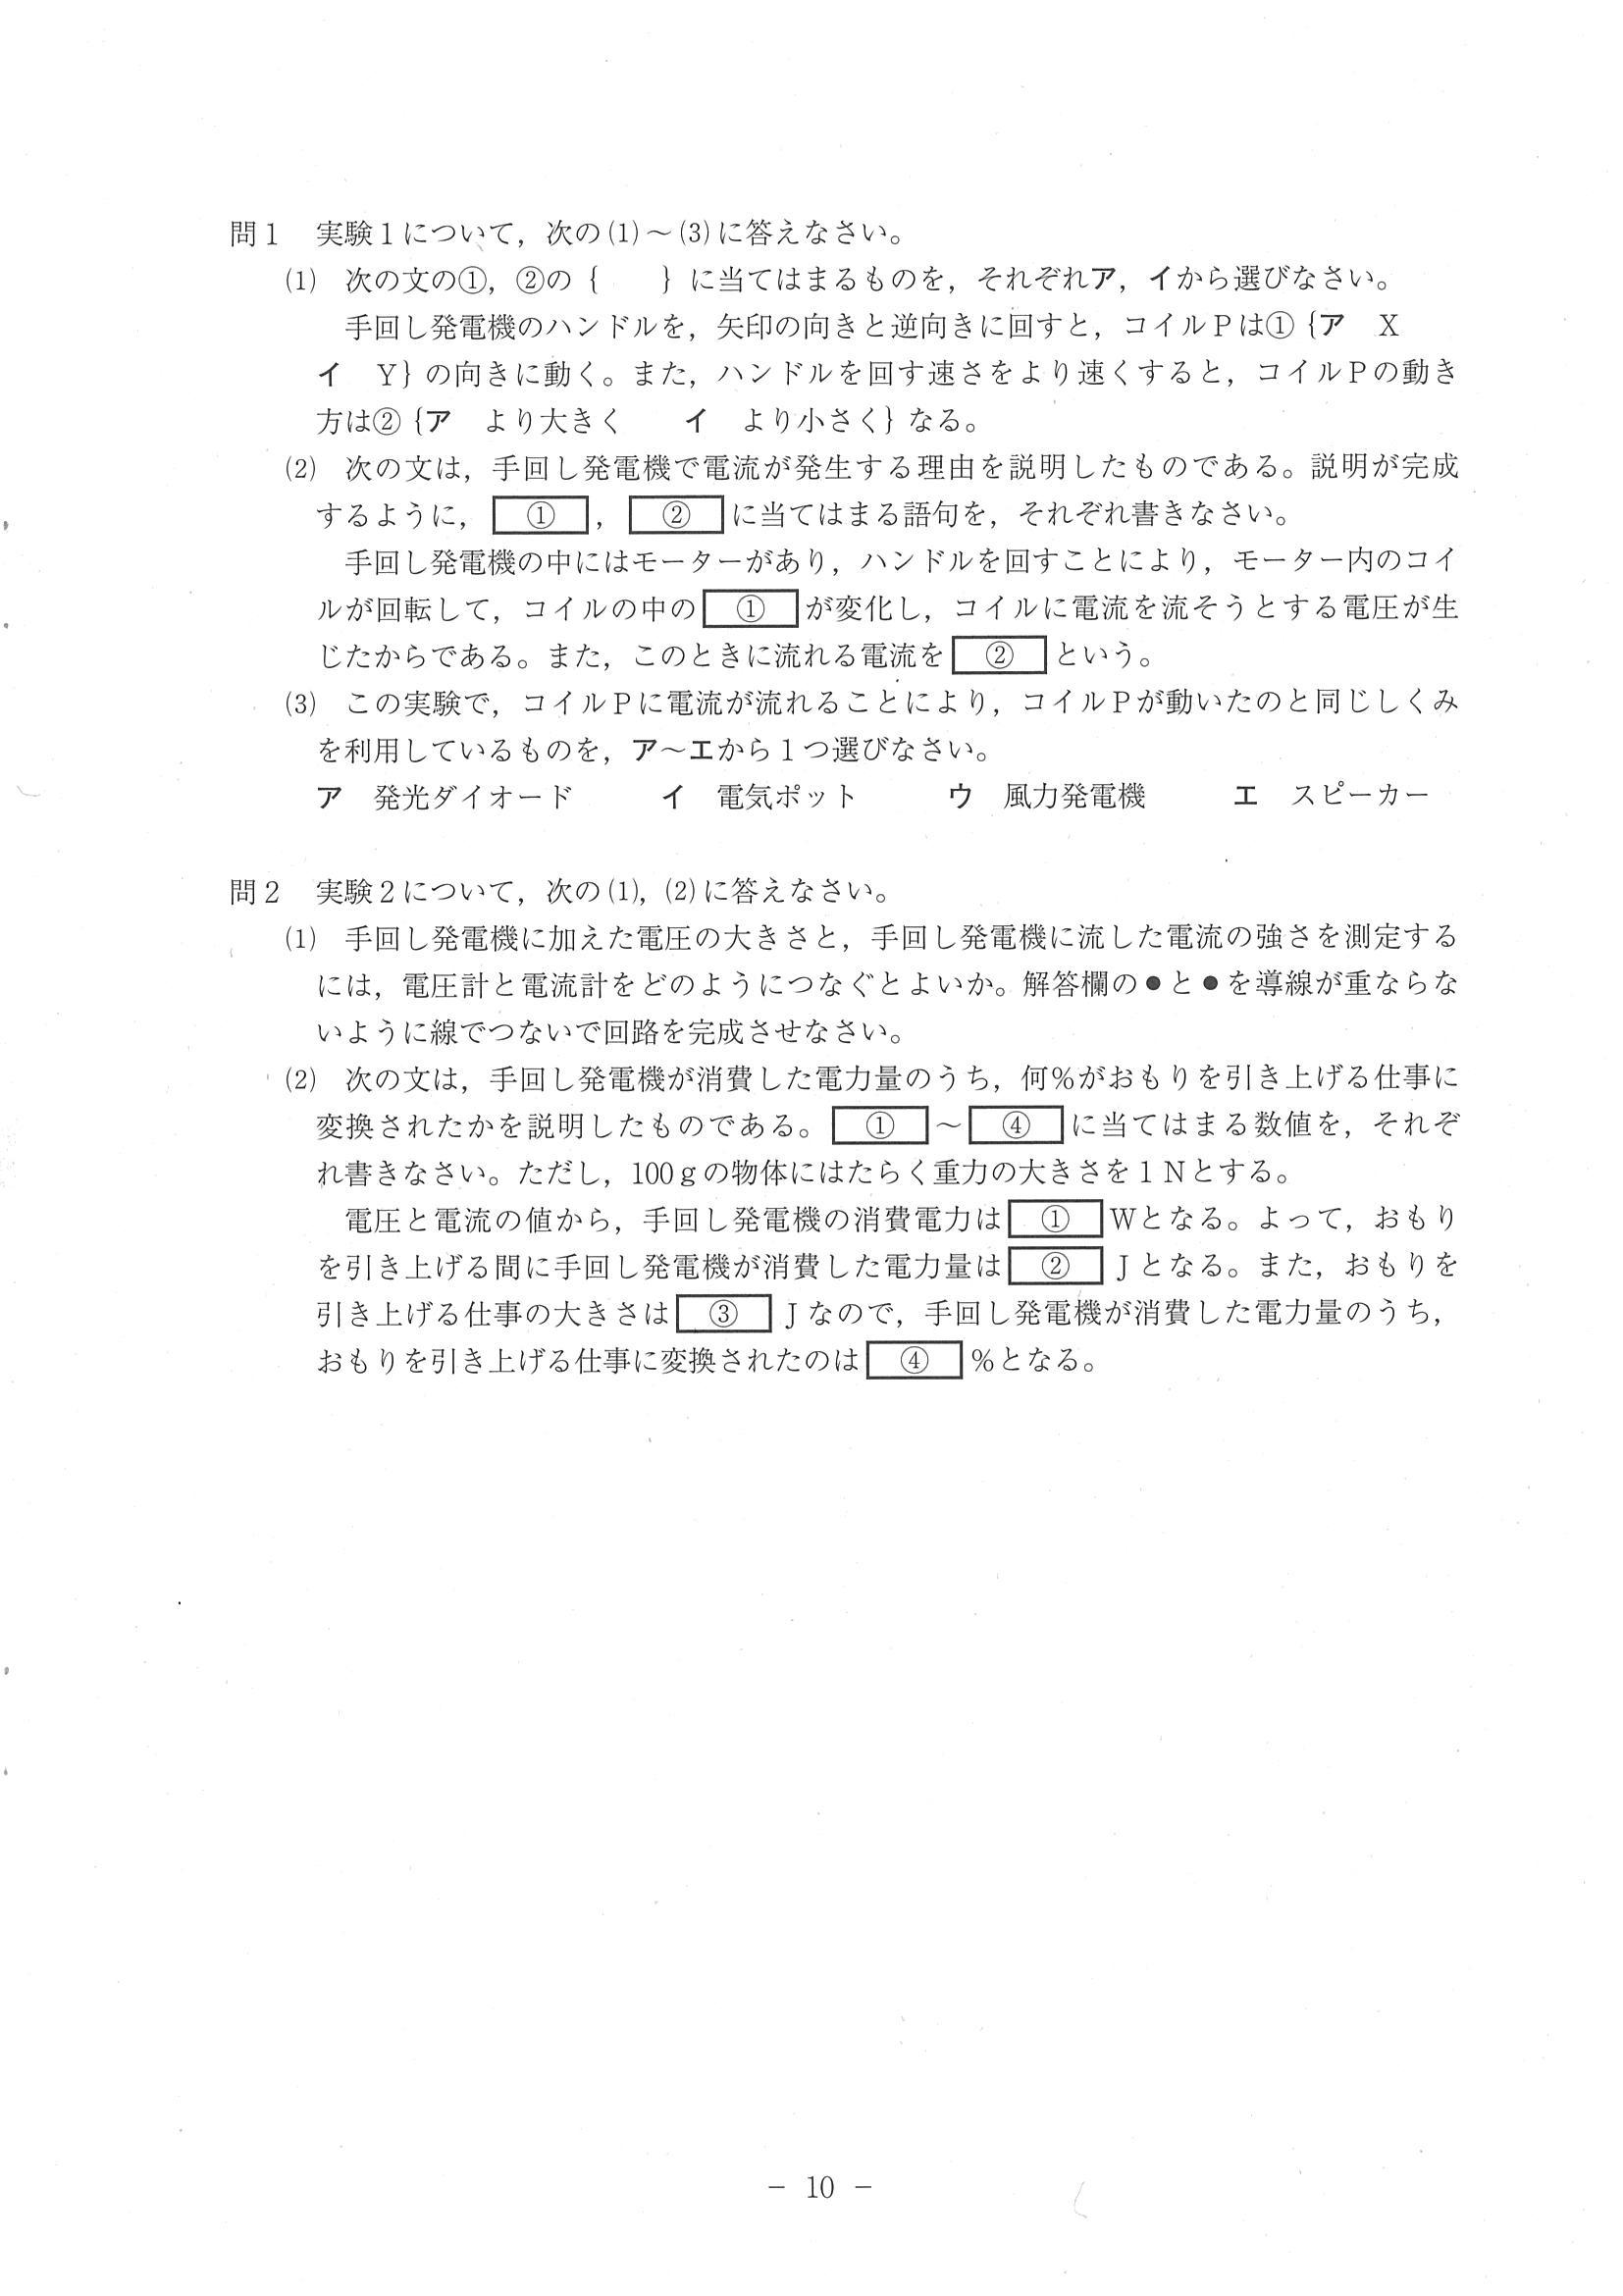 問1　実験1について，次の(1)～(3)に答えなさい。
(1)　次の文の①，②の｛　　｝に当てはまるものを，それぞれア，イから選びなさい。
手回し発電機のハンドルを，矢印の向きと逆向きに回すと，コイルPは①｛ア　X
イ　Y｝の向きに動く。また，ハンドルを回す速さをより速くすると，コイルPの動き
方は②｛ア　より大きく　　イ　より小さく｝なる。
(2)　次の文は，手回し発電機で電流が発生する理由を説明したものである。説明が完成
するように，①，②に当てはまる語句を，それぞれ書きなさい。
手回し発電機の中にはモーターがあり，ハンドルを回すことにより，モーター内のコイ
ルが回転して，コイルの中の①が変化し，コイルに電流を流そうとする電圧が生
じたからである。また，このときに流れる電流を②という。
(3)　この実験で，コイルPに電流が流れることにより，コイルPが動いたのと同じしくみ
を利用しているものを，ア～エから1つ選びなさい。
ア　発光ダイオード　　イ　電気ポット　　ウ　風力発電機　　エ　スピーカー
問2　実験2について，次の(1)，(2)に答えなさい。
(1)　手回し発電機に加えた電圧の大きさと，手回し発電機に流した電流の強さを測定する
には，電圧計と電流計をどのようにつなぐとよいか。解答欄の●と●を導線が重ならな
いように線でつないで回路を完成させなさい。
(2)　次の文は，手回し発電機が消費した電力量のうち，何％がおもりを引き上げる仕事に
変換されたかを説明したものである。①～④に当てはまる数値を，それぞ
れ書きなさい。ただし，100gの物体にはたらく重力の大きさを1Nとする。
電圧と電流の値から，手回し発電機の消費電力は①Wとなる。よって，おもり
を引き上げる間に手回し発電機が消費した電力量は②Jとなる。また，おもりを
引き上げる仕事の大きさは③Jなので，手回し発電機が消費した電力量のうち，
おもりを引き上げる仕事に変換されたのは④％となる。
－ 10 －